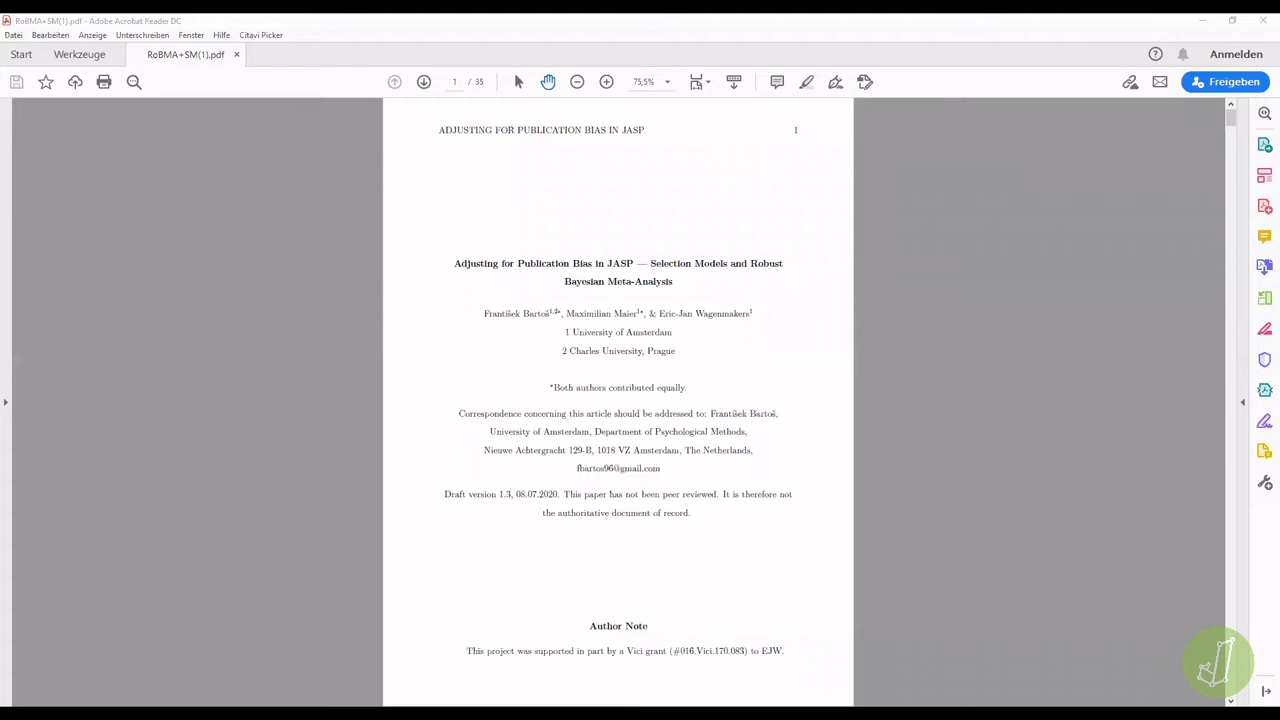 RoBMA+SM(1).pdf - Adobe Acrobat Reader DC
Datei Bearbeiten Anzeige Unterschreiben Fenster Hilfe Citavi Picker
Start Werkzeuge RoBMA+SM(1).pdf × Anmelden
1 / 35 75,5% Freigeben
ADJUSTING FOR PUBLICATION BIAS IN JASP 1
Adjusting for Publication Bias in JASP — Selection Models and Robust
Bayesian Meta-Analysis
František Bartoš1,2*, Maximilian Maier1*, & Eric-Jan Wagenmakers1
1 University of Amsterdam
2 Charles University, Prague
*Both authors contributed equally.
Correspondence concerning this article should be addressed to: František Bartoš,
University of Amsterdam, Department of Psychological Methods,
Nieuwe Achtergracht 129-B, 1018 VZ Amsterdam, The Netherlands,
fbartos96@gmail.com
Draft version 1.3, 08.07.2020. This paper has not been peer reviewed. It is therefore not
the authoritative document of record.
Author Note
This project was supported in part by a Vici grant (#016.Vici.170.083) to EJW.